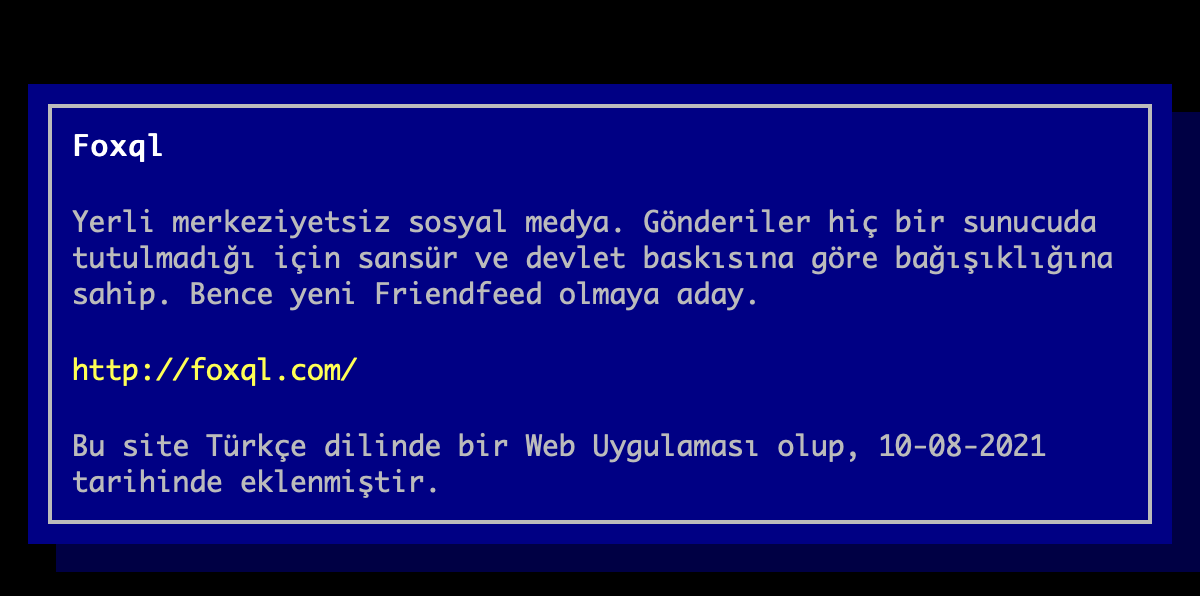 Foxql
Yerli merkeziyetsiz sosyal medya. Gönderiler hiç bir sunucuda
tutulmadığı için sansür ve devlet baskısına göre bağışıklığına
sahip. Bence yeni Friendfeed olmaya aday.
http://foxql.com/
Bu site Türkçe dilinde bir Web Uygulaması olup, 10-08-2021
tarihinde eklenmiştir.